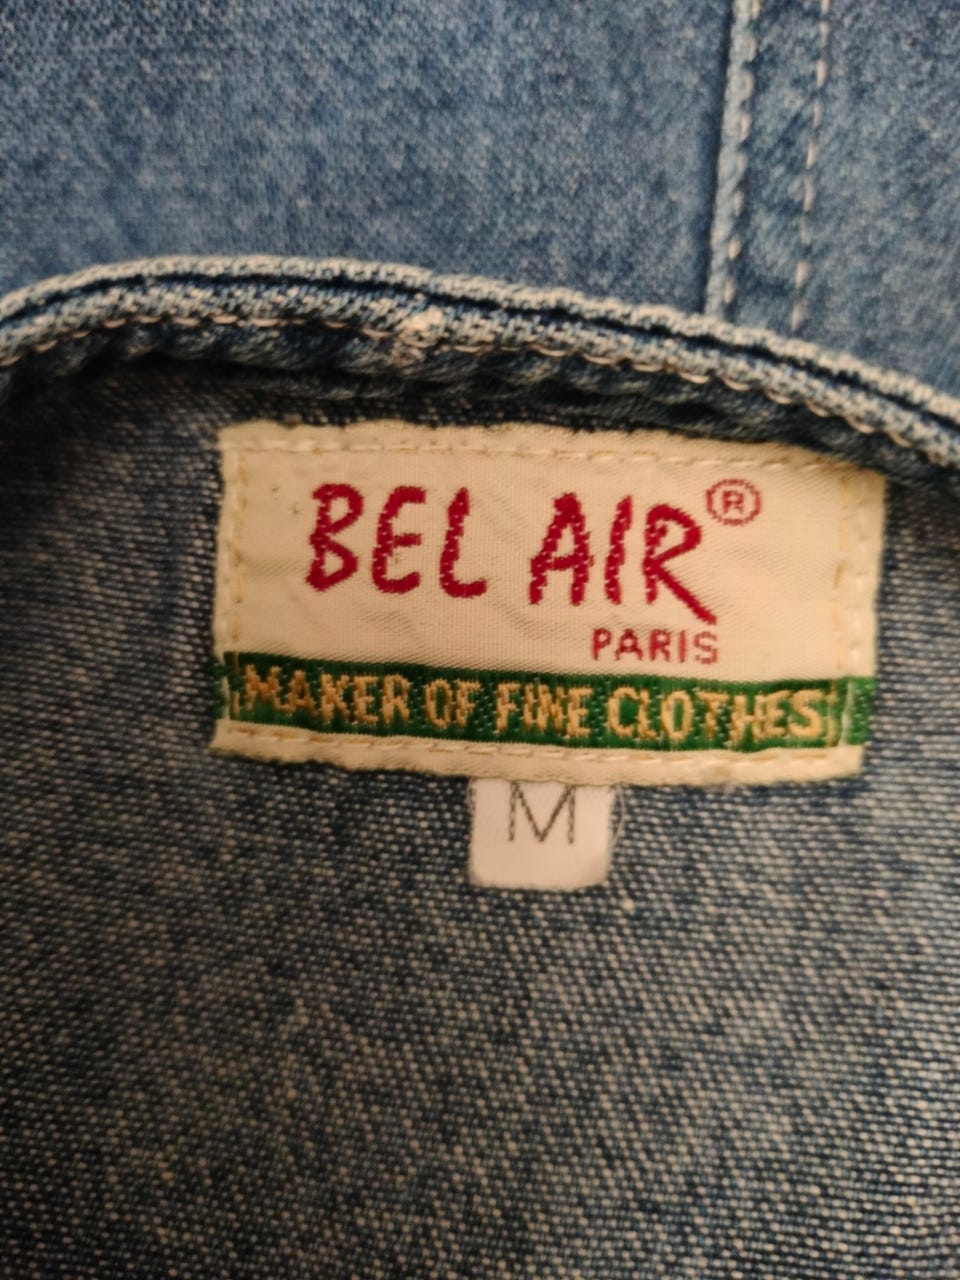 BEL AIR®
PARIS
MAKER OF FINE CLOTHES
M